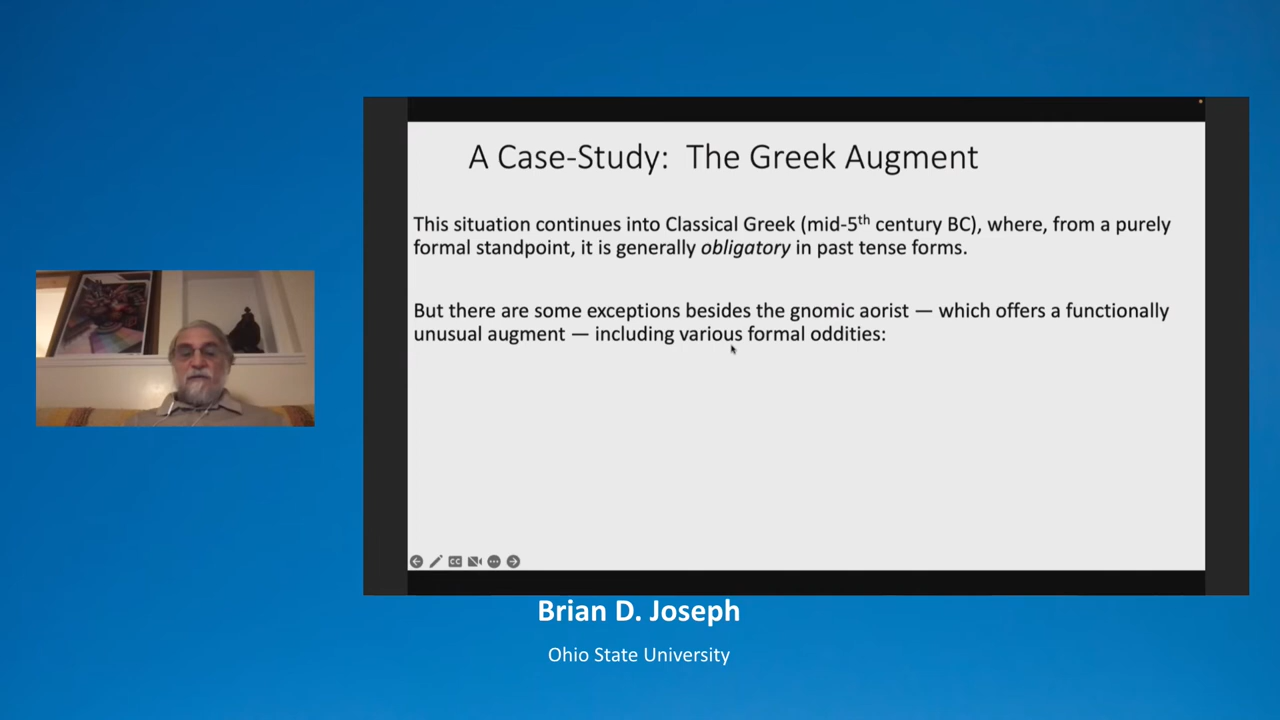 A Case-Study: The Greek Augment
This situation continues into Classical Greek (mid-5th century BC), where, from a purely
formal standpoint, it is generally obligatory in past tense forms.
But there are some exceptions besides the gnomic aorist — which offers a functionally
unusual augment — including various formal oddities:
CC
Brian D. Joseph
Ohio State University